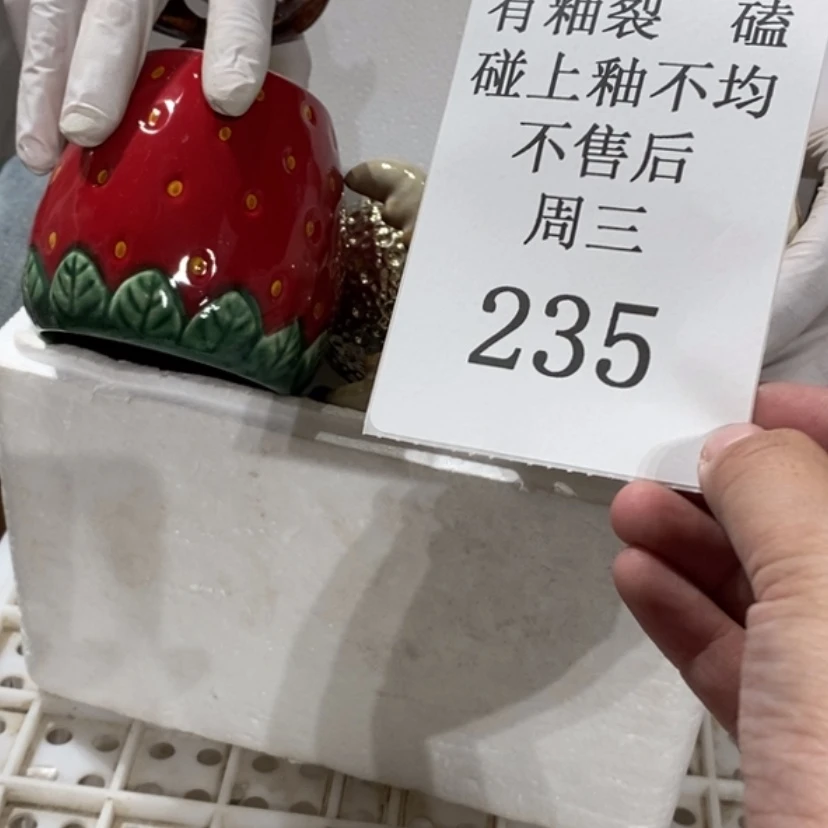 有釉裂 磕
碰上釉不均
不售后
周三
235